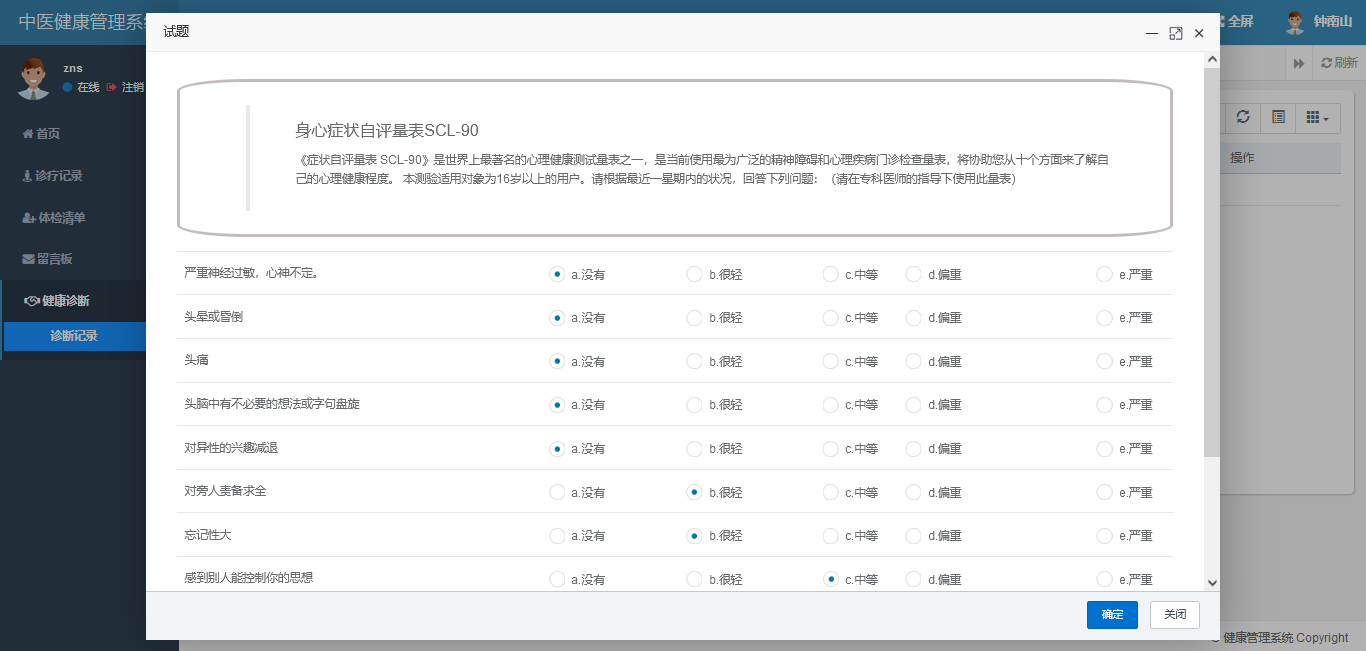 中医健康管理系
试题
全屏
钟南山
zns
在线 注销
刷新
首页
诊疗记录
体检清单
留言板
健康诊断
诊断记录
操作
身心症状自评量表SCL-90
《症状自评量表 SCL-90》是世界上最著名的心理健康测试量表之一，是当前使用最为广泛的精神障碍和心理疾病门诊检查量表，将协助您从十个方面来了解自
己的心理健康程度。 本测验适用对象为16岁以上的用户。请根据最近一星期内的状况，回答下列问题：（请在专科医师的指导下使用此量表）
严重神经过敏，心神不定。 a.没有 b.很轻 c.中等 d.偏重 e.严重
头晕或昏倒 a.没有 b.很轻 c.中等 d.偏重 e.严重
头痛 a.没有 b.很轻 c.中等 d.偏重 e.严重
头脑中有不必要的想法或字句盘旋 a.没有 b.很轻 c.中等 d.偏重 e.严重
对异性的兴趣减退 a.没有 b.很轻 c.中等 d.偏重 e.严重
对旁人责备求全 a.没有 b.很轻 c.中等 d.偏重 e.严重
忘记性大 a.没有 b.很轻 c.中等 d.偏重 e.严重
感到别人能控制你的思想 a.没有 b.很轻 c.中等 d.偏重 e.严重
确定 关闭
健康管理系统 Copyright